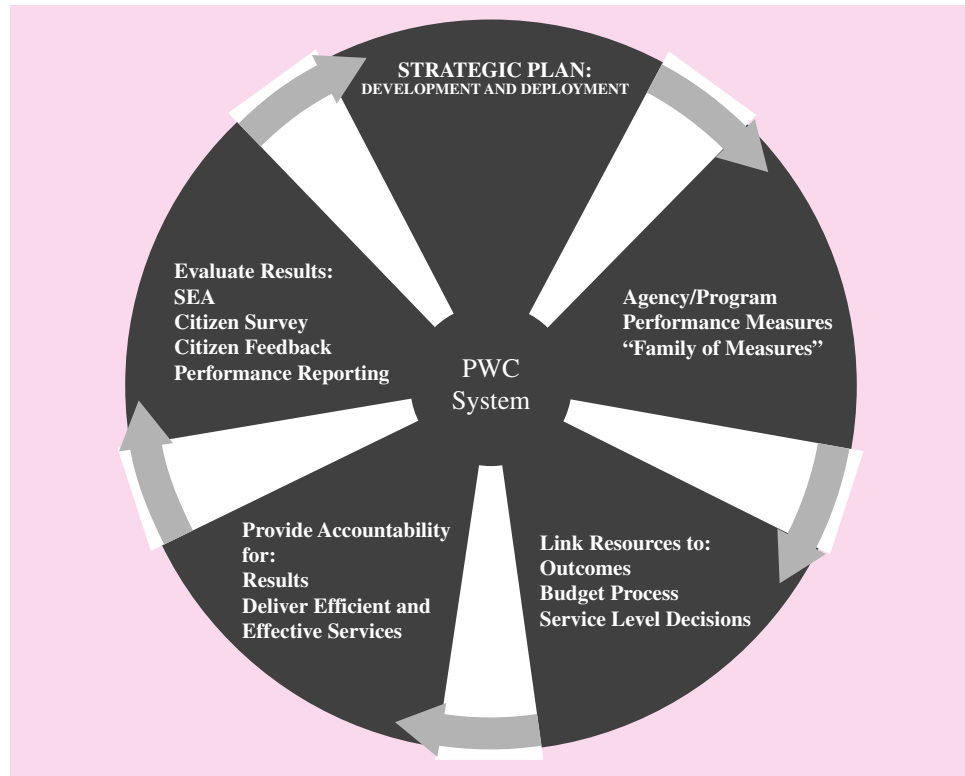 STRATEGIC PLAN:
DEVELOPMENT AND DEPLOYMENT
Agency/Program
Performance Measures
“Family of Measures”
Link Resources to:
Outcomes
Budget Process
Service Level Decisions
Provide Accountability
for:
Results
Deliver Efficient and
Effective Services
Evaluate Results:
SEA
Citizen Survey
Citizen Feedback
Performance Reporting
PWC
System